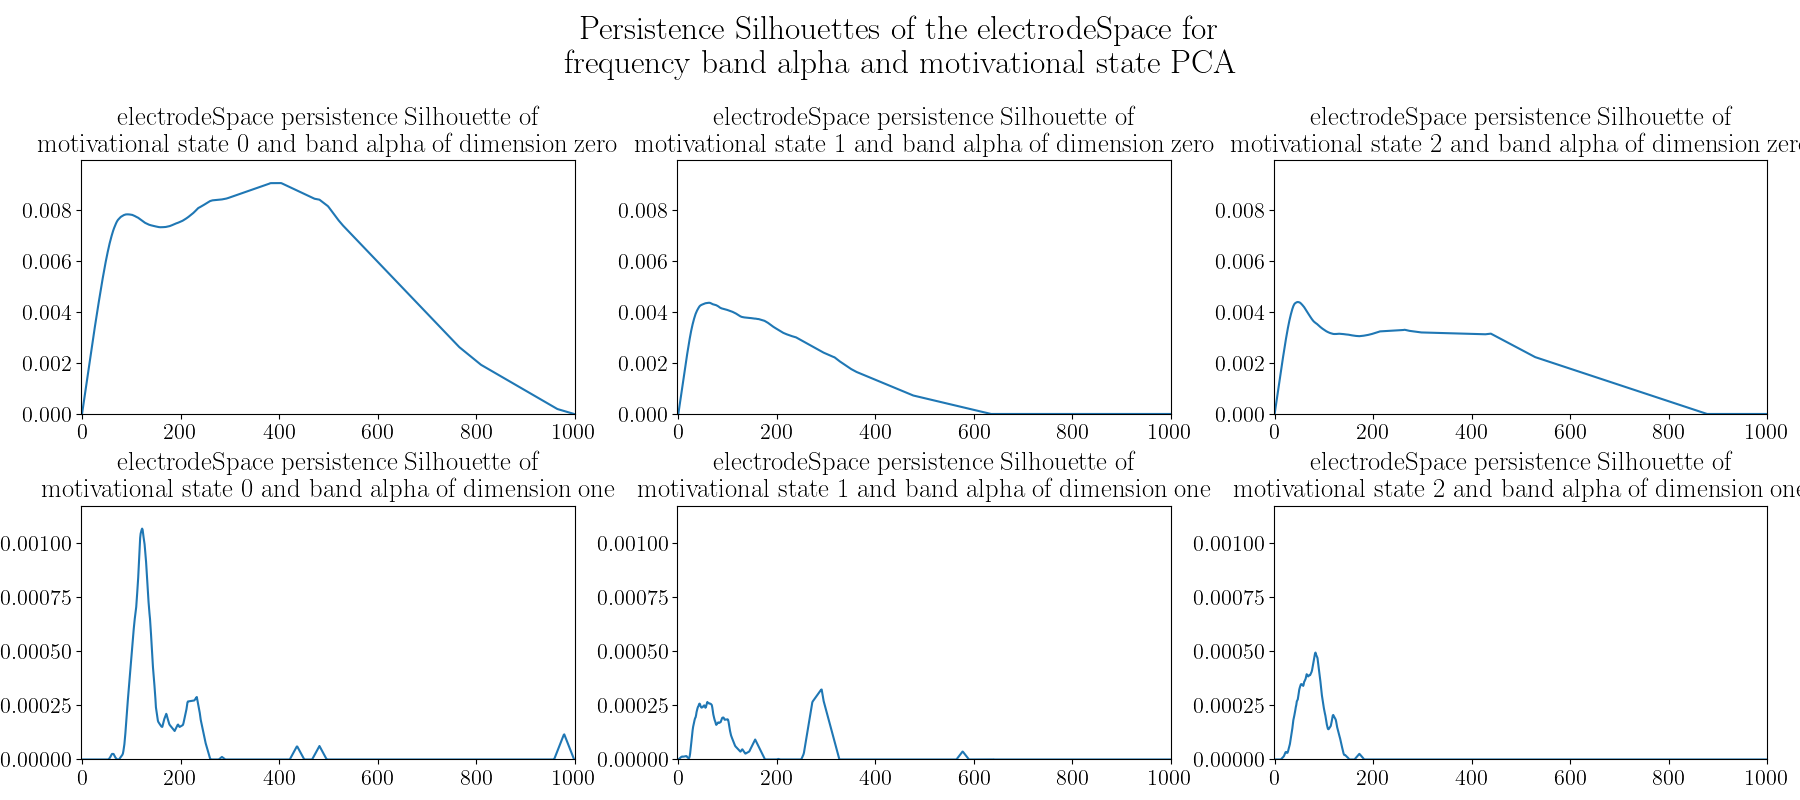 Persistence Silhouettes of the electrodeSpace for
frequency band alpha and motivational state PCA
electrodeSpace persistence Silhouette of
motivational state 0 and band alpha of dimension zero
0.008
0.006
0.004
0.002
0.000
0 200 400 600 800 1000
electrodeSpace persistence Silhouette of
motivational state 1 and band alpha of dimension zero
0.008
0.006
0.004
0.002
0.000
0 200 400 600 800 1000
electrodeSpace persistence Silhouette of
motivational state 2 and band alpha of dimension zero
0.008
0.006
0.004
0.002
0.000
0 200 400 600 800 1000
electrodeSpace persistence Silhouette of
motivational state 0 and band alpha of dimension one
0.00100
0.00075
0.00050
0.00025
0.00000
0 200 400 600 800 1000
electrodeSpace persistence Silhouette of
motivational state 1 and band alpha of dimension one
0.00100
0.00075
0.00050
0.00025
0.00000
0 200 400 600 800 1000
electrodeSpace persistence Silhouette of
motivational state 2 and band alpha of dimension one
0.00100
0.00075
0.00050
0.00025
0.00000
0 200 400 600 800 1000